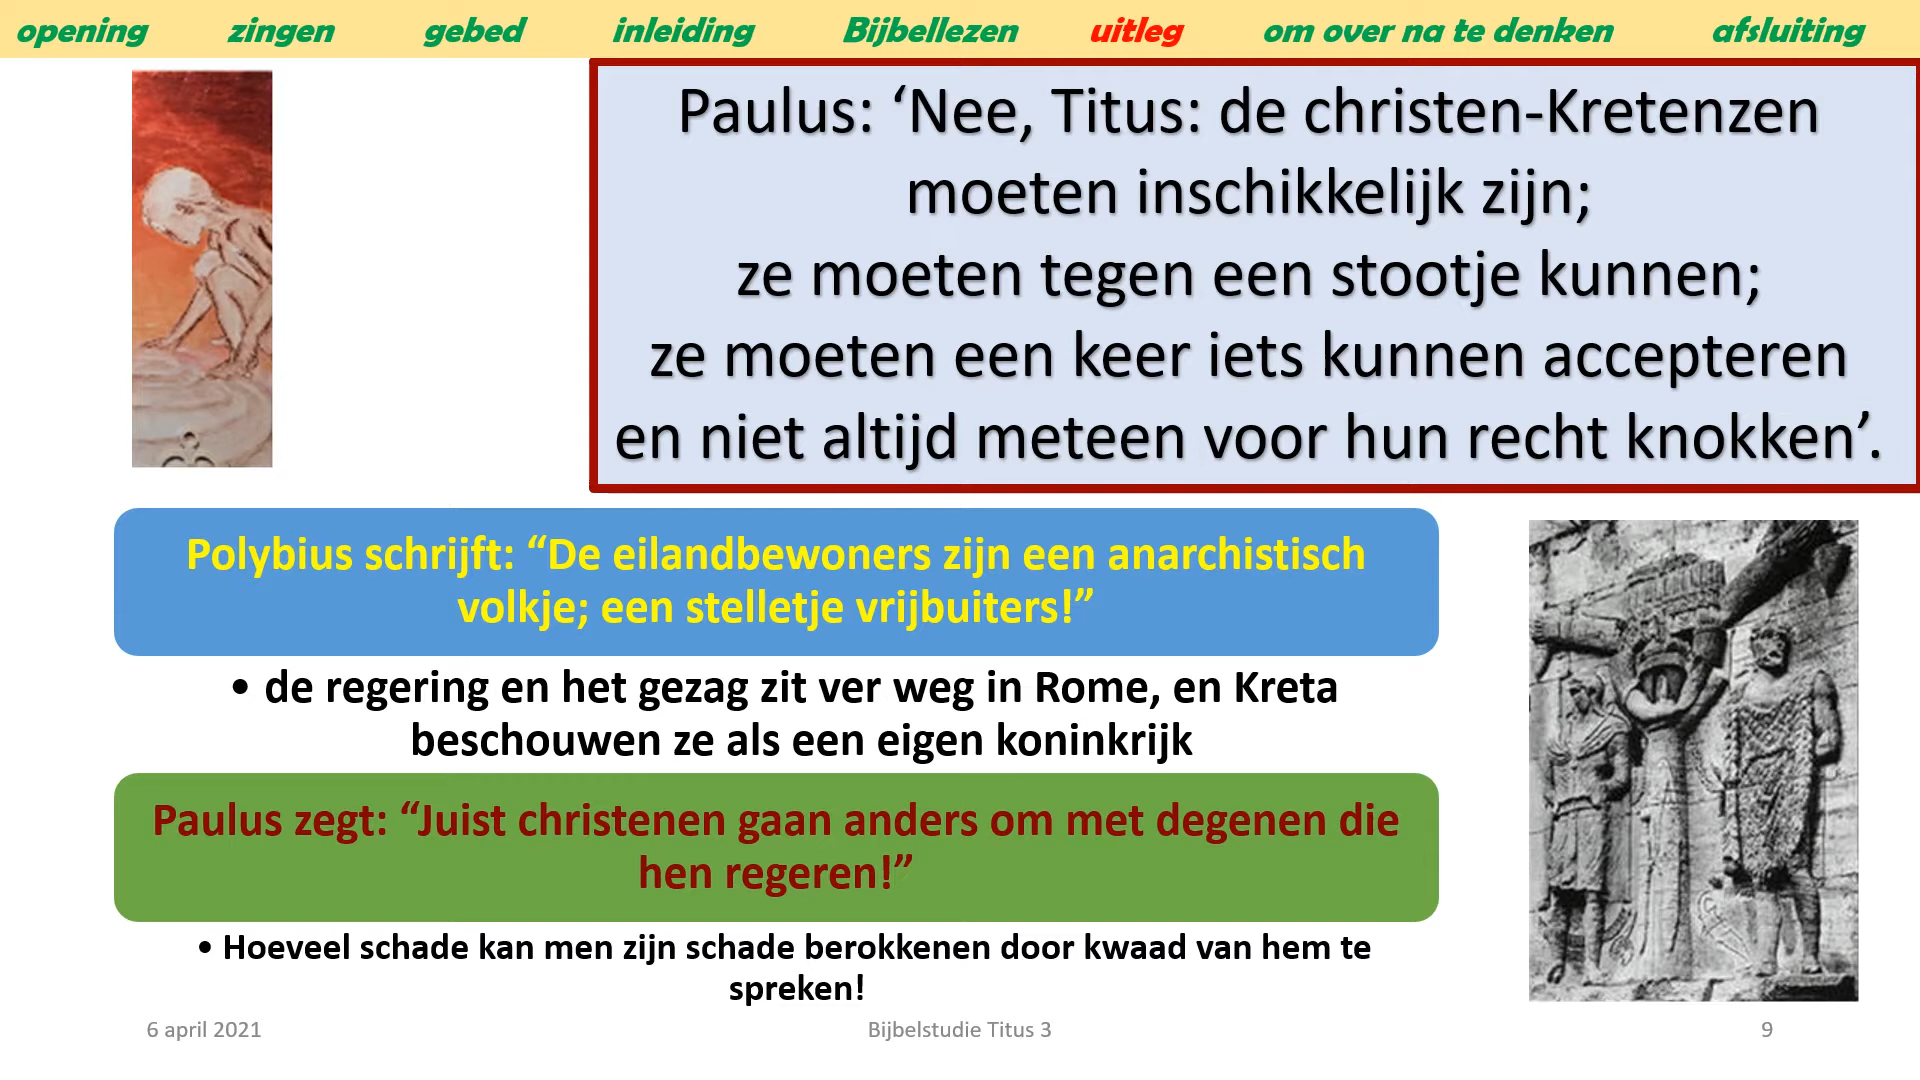 opening zingen gebed inleiding Bijbellezen uitleg om over na te denken afsluiting
Paulus: ‘Nee, Titus: de christen-Kretenzen
moeten inschikkelijk zijn;
ze moeten tegen een stootje kunnen;
ze moeten een keer iets kunnen accepteren
en niet altijd meteen voor hun recht knokken’.
Polybius schrijft: “De eilandbewoners zijn een anarchistisch
volkje; een stelletje vrijbuiters!”
• de regering en het gezag zit ver weg in Rome, en Kreta
beschouwen ze als een eigen koninkrijk
Paulus zegt: “Juist christenen gaan anders om met degenen die
hen regeren!”
• Hoeveel schade kan men zijn schade berokkenen door kwaad van hem te
spreken!
6 april 2021 Bijbelstudie Titus 3 9